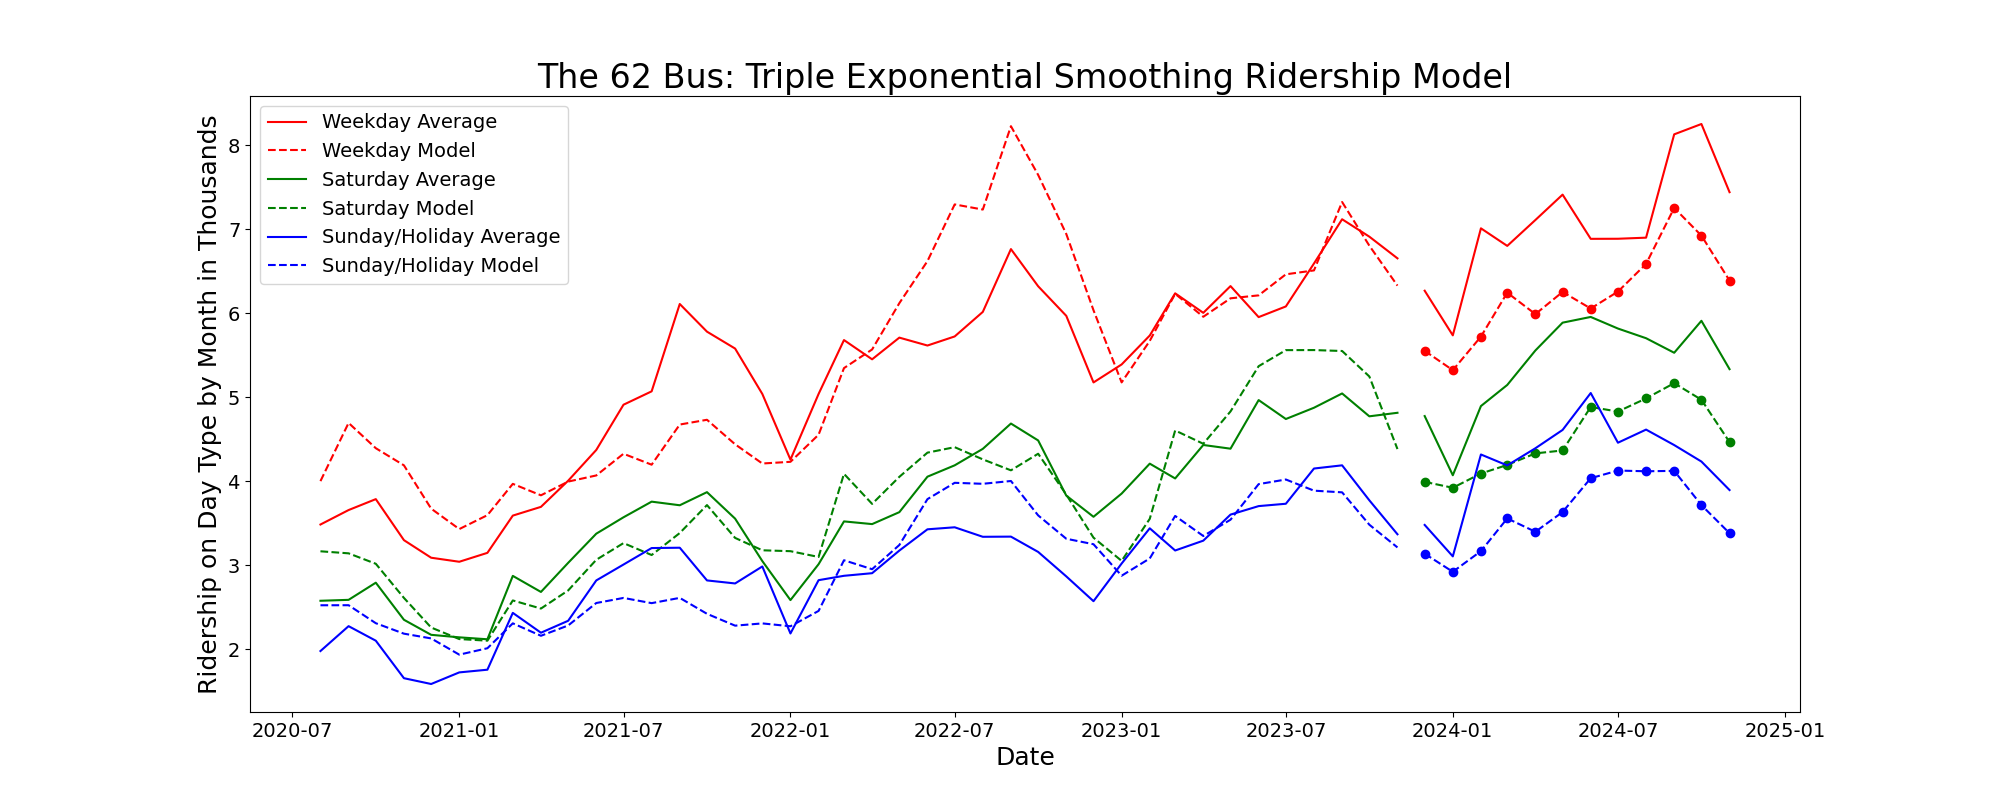 The 62 Bus: Triple Exponential Smoothing Ridership Model
Ridership on Day Type by Month in Thousands
8
7
6
5
4
3
2
Weekday Average
Weekday Model
Saturday Average
Saturday Model
Sunday/Holiday Average
Sunday/Holiday Model
2020-07
2021-01
2021-07
2022-01
2022-07
2023-01
2023-07
2024-01
2024-07
2025-01
Date